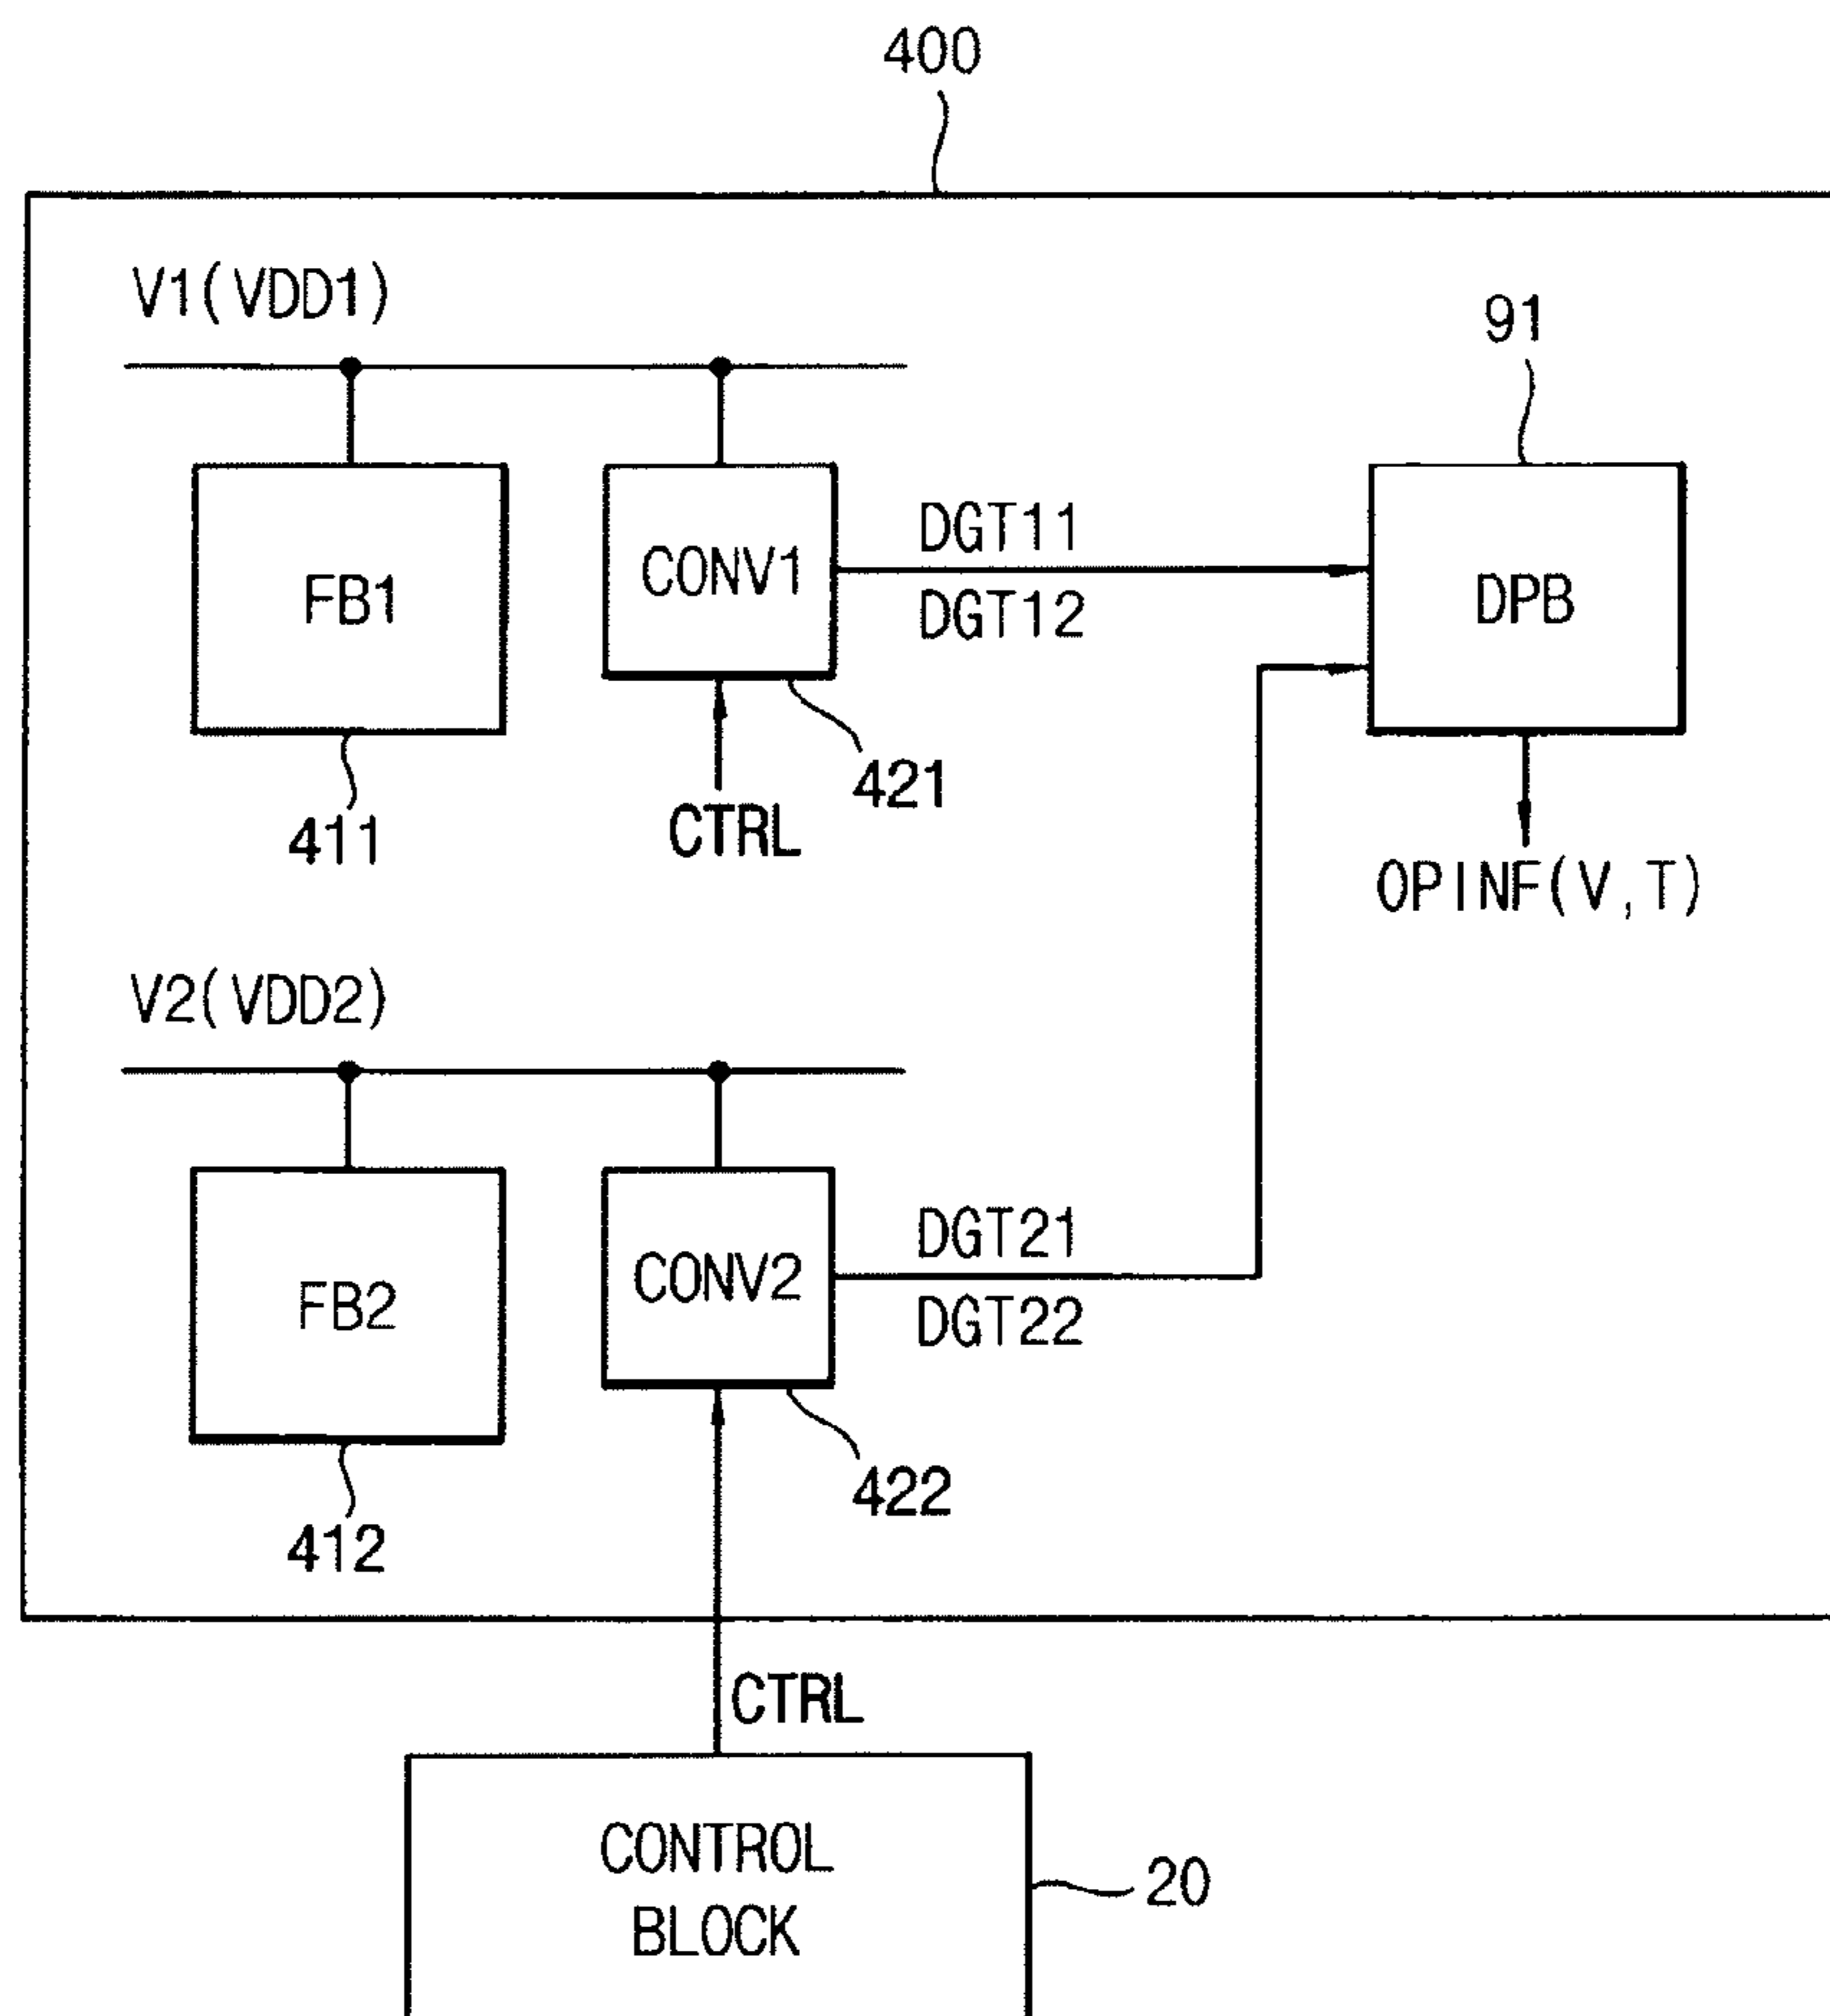 400
V1(VDD1)
91
FB1
CONV1
DGT11
DGT12
DPB
411
CTRL
421
OPINF(V,T)
V2(VDD2)
FB2
CONV2
DGT21
DGT22
412
422
CTRL
CONTROL
BLOCK
20